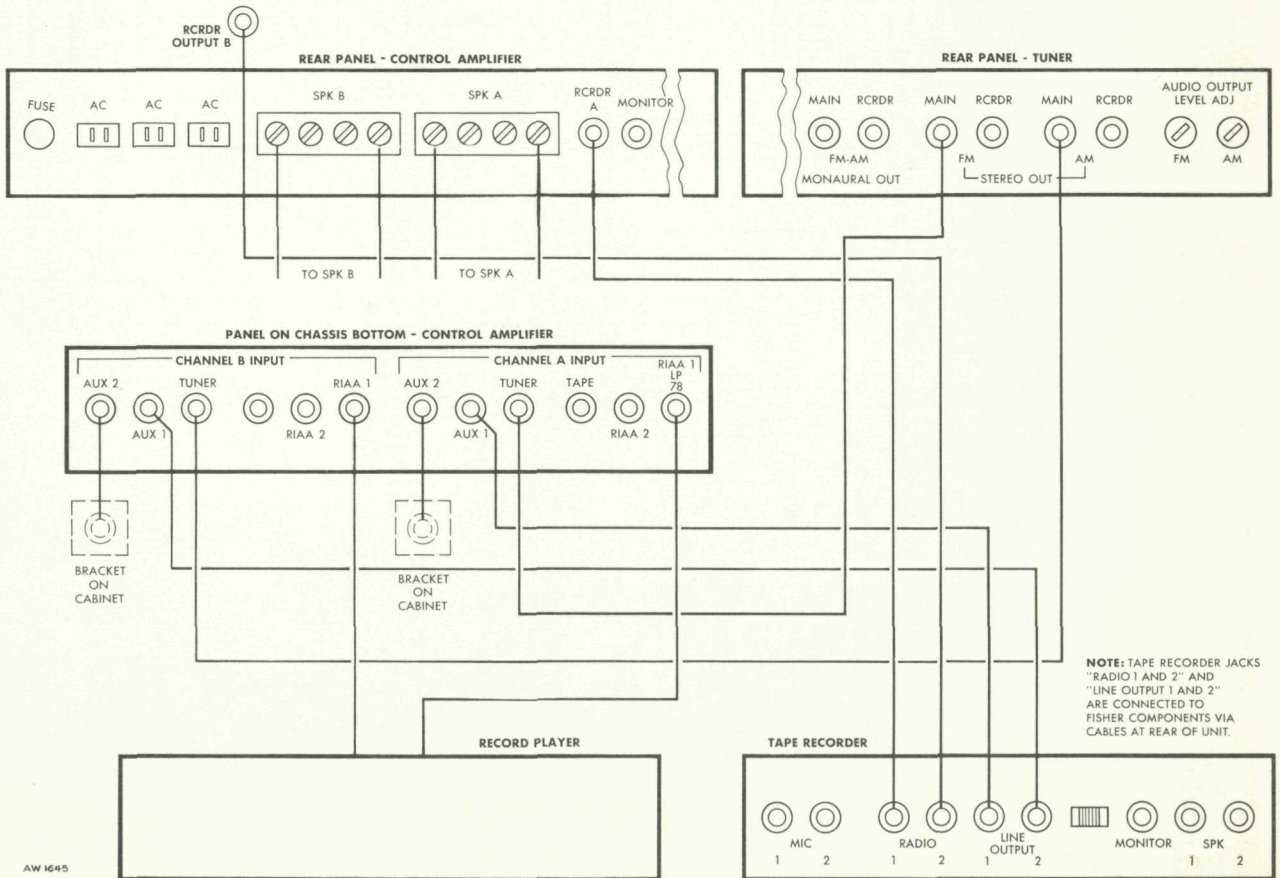 RCRDR
OUTPUT B
REAR PANEL - CONTROL AMPLIFIER
FUSE
AC
AC
AC
SPK B
SPK A
RCRDR
A
MONITOR
TO SPK B
TO SPK A
REAR PANEL - TUNER
MAIN
RCRDR
MAIN
RCRDR
MAIN
RCRDR
AUDIO OUTPUT
LEVEL ADJ
FM-AM
FM
AM
FM
AM
MONAURAL OUT
STEREO OUT
PANEL ON CHASSIS BOTTOM - CONTROL AMPLIFIER
CHANNEL B INPUT
AUX 2
TUNER
RIAA 1
AUX 1
RIAA 2
CHANNEL A INPUT
AUX 2
TUNER
TAPE
RIAA 1
LP
78
AUX 1
RIAA 2
BRACKET
ON
CABINET
BRACKET
ON
CABINET
NOTE: TAPE RECORDER JACKS
"RADIO 1 AND 2" AND
"LINE OUTPUT 1 AND 2"
ARE CONNECTED TO
FISHER COMPONENTS VIA
CABLES AT REAR OF UNIT.
RECORD PLAYER
TAPE RECORDER
MIC
1
2
RADIO
1
2
LINE
OUTPUT
1
2
MONITOR
SPK
1
2
AW 1645